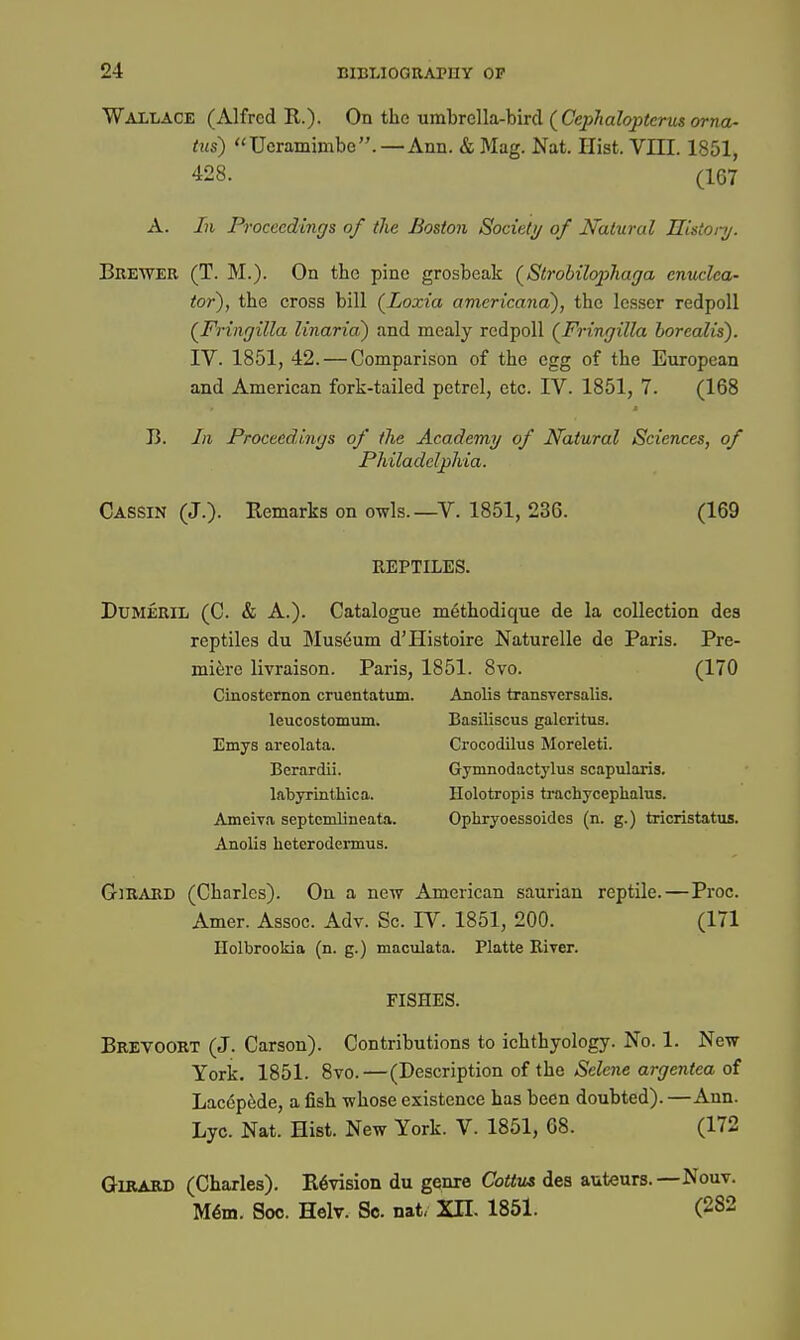 24 BIBLIOGRAPHY OF
WALLACE (Alfred R.). On the umbrella-bird (Cephalopterus orna-
tus) “Ueramimbe”.—Ann. & Mag. Nat. Hist. VIII. 1851,
428. (167
A. In Proceedings of the Boston Society of Natural History.
BREWER (T. M.). On the pine grosbeak (Strobilophaga enuclea-
tor), the cross bill (Loxia americana), the lesser redpoll
(Fringilla linaria) and mealy redpoll (Fringilla borealis).
IV. 1851, 42.—Comparison of the egg of the European
and American fork-tailed petrel, etc. IV. 1851, 7. (168
B. In Proceedings of the Academy of Natural Sciences, of
Philadelphia.
CASSIN (J.). Remarks on owls.—V. 1851, 236. (169
REPTILES.
DUMÉRIL (C. & A.). Catalogue méthodique de la collection des
reptiles du Muséum d’Histoire Naturelle de Paris. Pre-
mière livraison. Paris, 1851. 8vo. (170
Cinosternon cruentatum. Anolis transversalis.
leucostomum. Basiliscus galeritus.
Emys areolata. Crocodilus Moreleti.
Berardii. Gymnodactylus scapularis.
labyrinthica. Holotropis trachycephalus.
Ameiva septemlineata. Ophryoessoides (n. g.) tricristatus.
Anolis heterodermus.
GIRARD (Charles). On a new American saurian reptile.—Proc.
Amer. Assoc. Adv. Sc. IV. 1851, 200. (171
Holbrookia (n. g.) maculata. Platte River.
FISHES.
BREVOORT (J. Carson). Contributions to ichthyology. No. 1. New
York. 1851. 8vo.—(Description of the Selene argentea of
Lacépède, a fish whose existence has been doubted).—Ann.
Lyc. Nat. Hist. New York. V. 1851, 68. (172
GIRARD (Charles). Révision du genre Cottus des auteurs.—Nouv.
Mém. Soc. Helv. Sc. nat. XII. 1851. (282